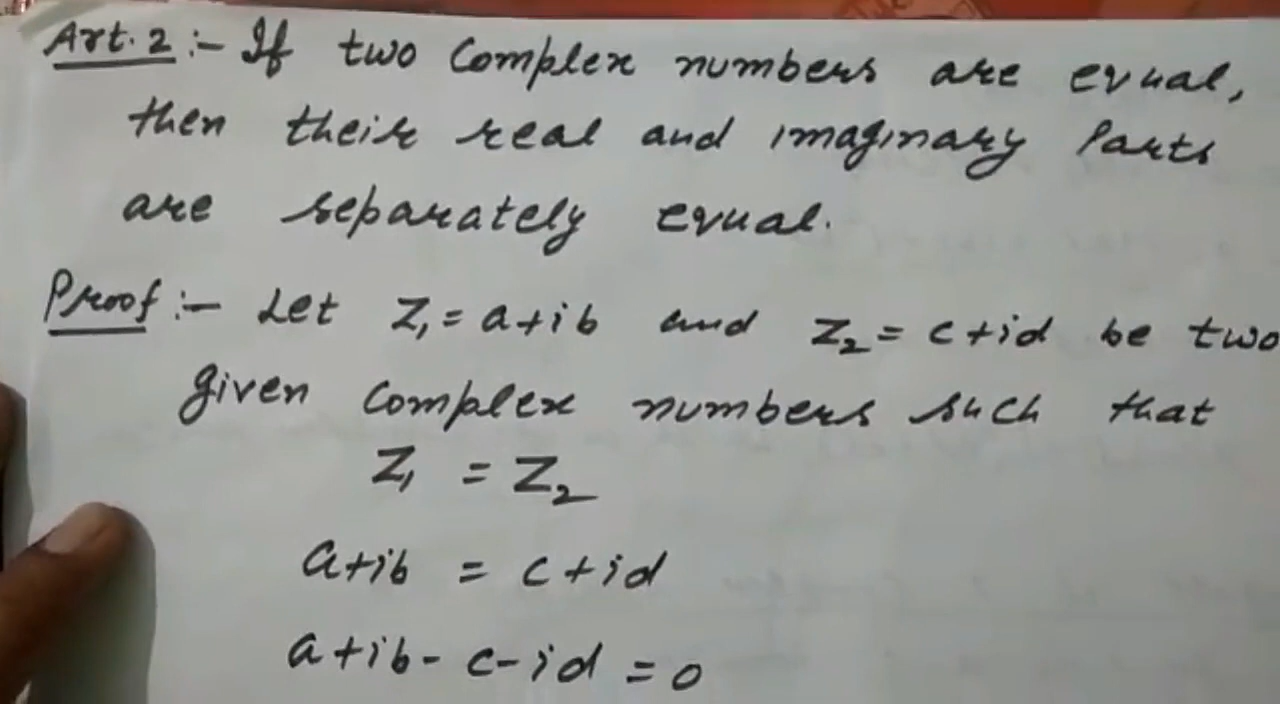 Art. 2 :- If two Complex numbers are equal,
then their real and imaginary Parts
are separately equal.
Proof :- Let Z₁ = a+ib and Z₂ = c+id be two
given complex numbers such that
Z₁ = Z₂
a+ib = c+id
a+ib-c-id = 0